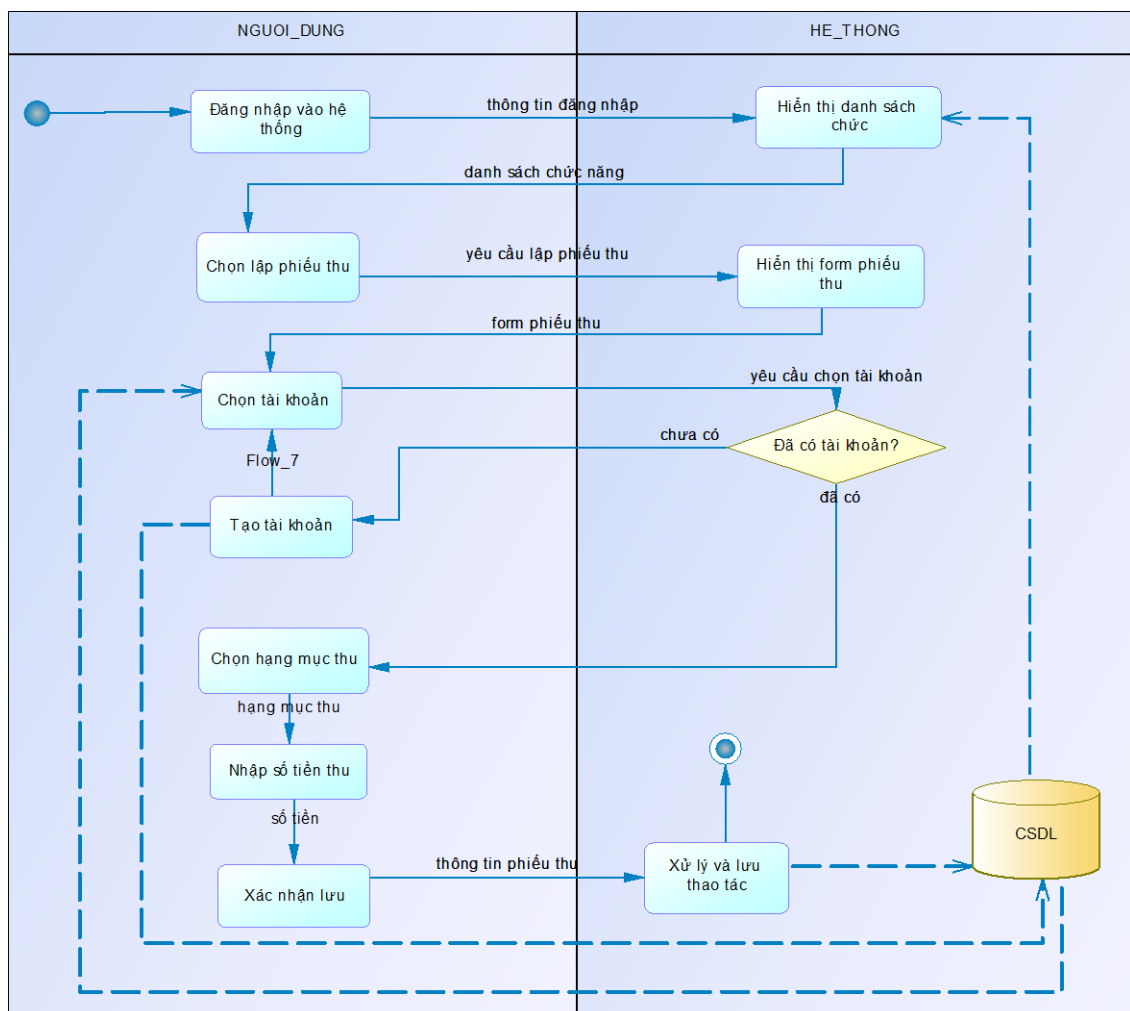 NGUOI_DUNG
HE_THONG
Đăng nhập vào hệ
thống
thông tin đăng nhập
Hiển thị danh sách
chức
danh sách chức năng
Chọn lập phiếu thu
yêu cầu lập phiếu thu
Hiển thị form phiếu
thu
form phiếu thu
Chọn tài khoản
yêu cầu chọn tài khoản
chưa có
Đã có tài khoản?
Flow_7
đã có
Tạo tài khoản
Chọn hạng mục thu
hạng mục thu
Nhập số tiền thu
số tiền
CSDL
thông tin phiếu thu
Xử lý và lưu
thao tác
Xác nhận lưu